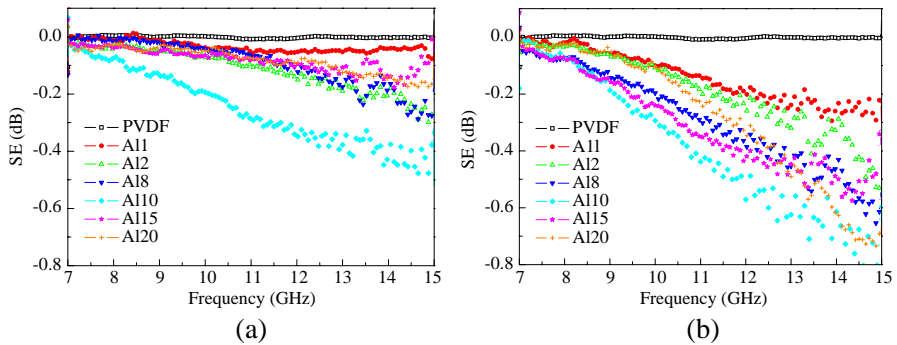 0.0
-0.2
-0.4
-0.6
-0.8
SE (dB)
PVDF
Al1
Al2
Al8
Al10
Al15
Al20
7 8 9 10 11 12 13 14 15
Frequency (GHz)
(a)
0.0
-0.2
-0.4
-0.6
-0.8
SE (dB)
PVDF
Al1
Al2
Al8
Al10
Al15
Al20
7 8 9 10 11 12 13 14 15
Frequency (GHz)
(b)